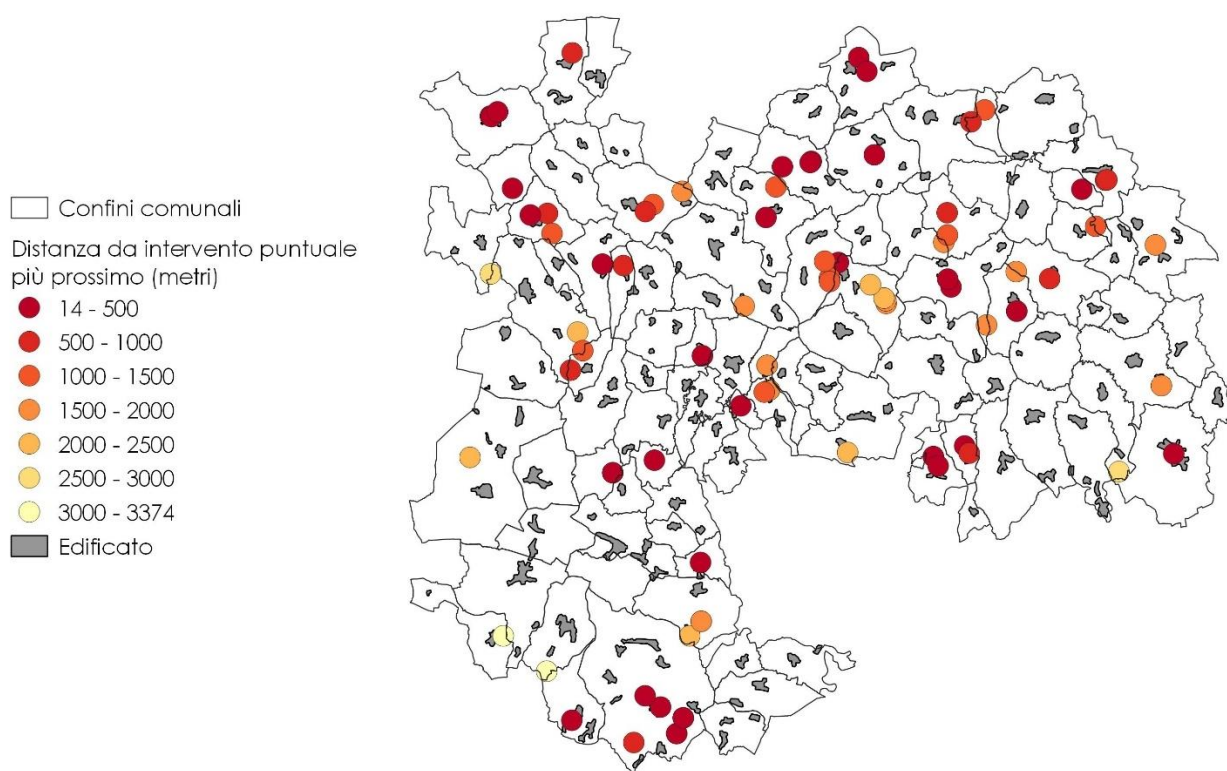 Confini comunali
Distanza da intervento puntuale
più prossimo (metri)
14 - 500
500 - 1000
1000 - 1500
1500 - 2000
2000 - 2500
2500 - 3000
3000 - 3374
Edificato